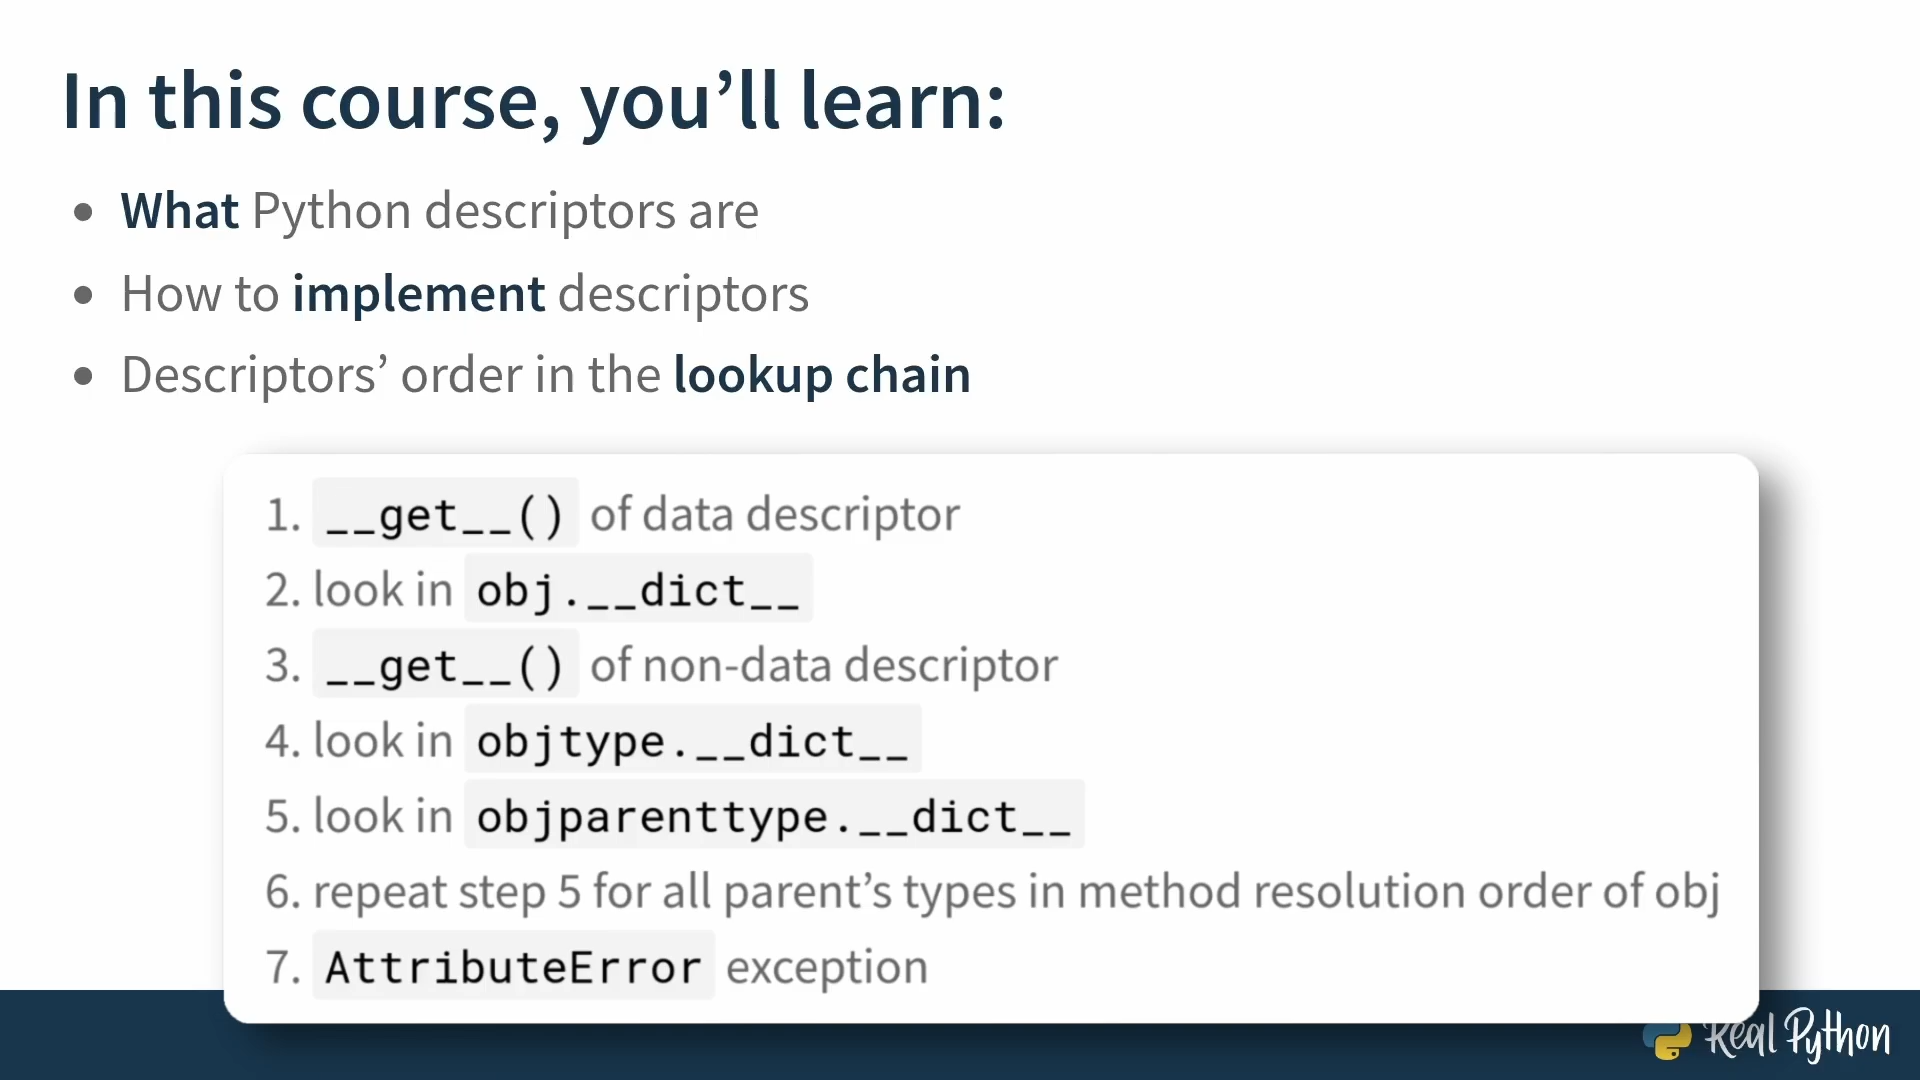 In this course, you’ll learn:
• What Python descriptors are
• How to implement descriptors
• Descriptors’ order in the lookup chain
1. __get__() of data descriptor
2. look in obj.__dict__
3. __get__() of non-data descriptor
4. look in objtype.__dict__
5. look in objparenttype.__dict__
6. repeat step 5 for all parent’s types in method resolution order of obj
7. AttributeError exception
Real Python